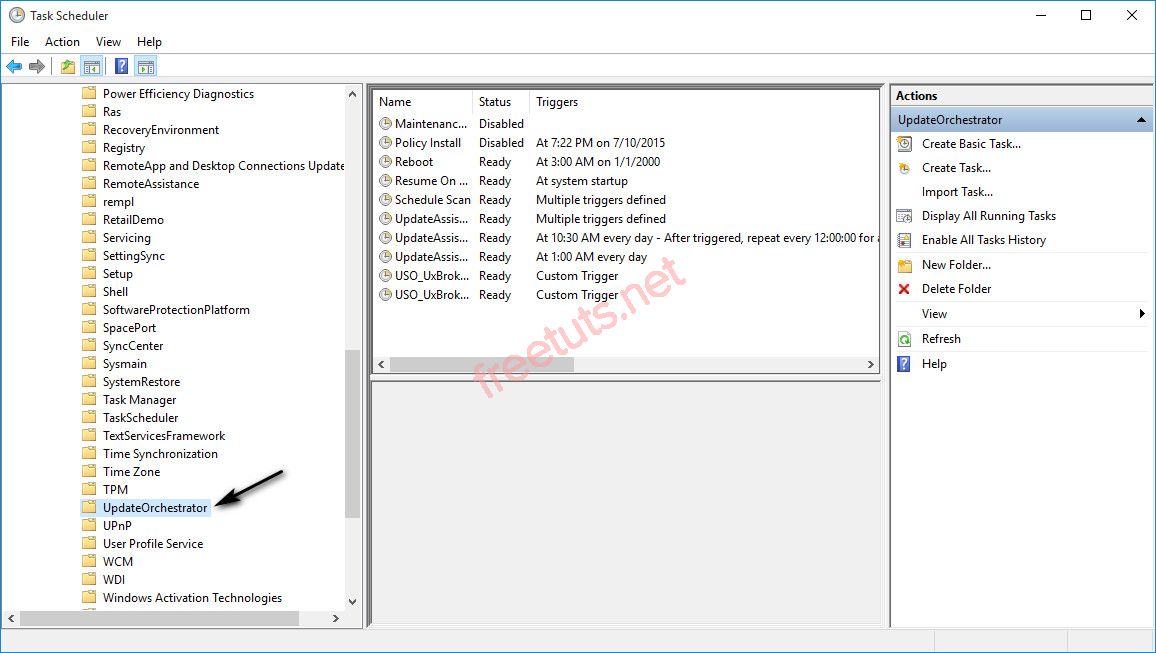 Task Scheduler
File Action View Help
Power Efficiency Diagnostics
Ras
RecoveryEnvironment
Registry
RemoteApp and Desktop Connections Update
RemoteAssistance
rempl
RetailDemo
Servicing
SettingSync
Setup
Shell
SoftwareProtectionPlatform
SpacePort
SyncCenter
Sysmain
SystemRestore
Task Manager
TaskScheduler
TextServicesFramework
Time Synchronization
Time Zone
TPM
UpdateOrchestrator
UPnP
User Profile Service
WCM
WDI
Windows Activation Technologies
Name Status Triggers
Maintenanc... Disabled
Policy Install Disabled At 7:22 PM on 7/10/2015
Reboot Ready At 3:00 AM on 1/1/2000
Resume On ... Ready At system startup
Schedule Scan Ready Multiple triggers defined
UpdateAssis... Ready Multiple triggers defined
UpdateAssis... Ready At 10:30 AM every day - After triggered, repeat every 12:00:00 for a
UpdateAssis... Ready At 1:00 AM every day
USO_UxBrok... Ready Custom Trigger
USO_UxBrok... Ready Custom Trigger
freetuts.net
Actions
UpdateOrchestrator
Create Basic Task...
Create Task...
Import Task...
Display All Running Tasks
Enable All Tasks History
New Folder...
Delete Folder
View
Refresh
Help